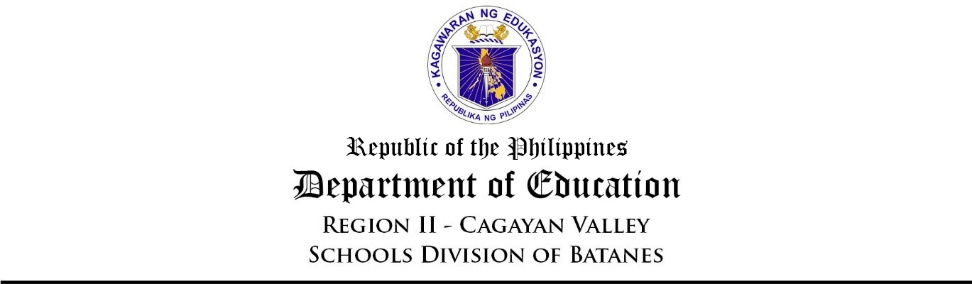 KAGAWARAN NG EDUKASYON
REPUBLIKA NG PILIPINAS
Republic of the Philippines
Department of Education
REGION II - CAGAYAN VALLEY
SCHOOLS DIVISION OF BATANES